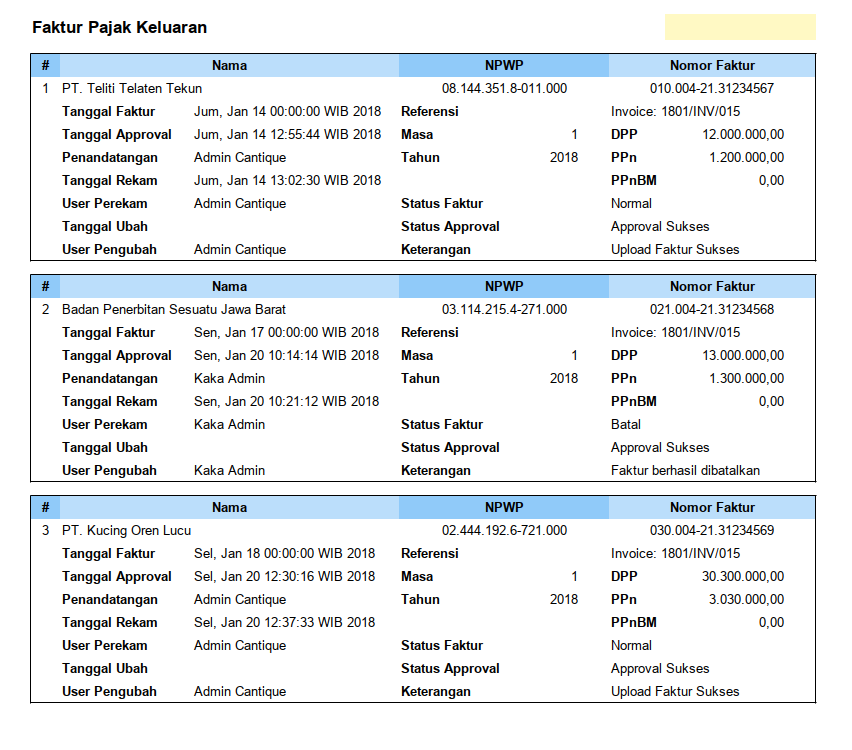 Faktur Pajak Keluaran
# Nama NPWP Nomor Faktur
1 PT. Teliti Telaten Tekun 08.144.351.8-011.000 010.004-21.31234567
Tanggal Faktur Jum, Jan 14 00:00:00 WIB 2018 Referensi Invoice: 1801/INV/015
Tanggal Approval Jum, Jan 14 12:55:44 WIB 2018 Masa 1 DPP 12.000.000,00
Penandatangan Admin Cantique Tahun 2018 PPn 1.200.000,00
Tanggal Rekam Jum, Jan 14 13:02:30 WIB 2018 PPnBM 0,00
User Perekam Admin Cantique Status Faktur Normal
Tanggal Ubah Status Approval Approval Sukses
User Pengubah Admin Cantique Keterangan Upload Faktur Sukses
# Nama NPWP Nomor Faktur
2 Badan Penerbitan Sesuatu Jawa Barat 03.114.215.4-271.000 021.004-21.31234568
Tanggal Faktur Sen, Jan 17 00:00:00 WIB 2018 Referensi Invoice: 1801/INV/015
Tanggal Approval Sen, Jan 20 10:14:14 WIB 2018 Masa 1 DPP 13.000.000,00
Penandatangan Kaka Admin Tahun 2018 PPn 1.300.000,00
Tanggal Rekam Sen, Jan 20 10:21:12 WIB 2018 PPnBM 0,00
User Perekam Kaka Admin Status Faktur Batal
Tanggal Ubah Status Approval Approval Sukses
User Pengubah Kaka Admin Keterangan Faktur berhasil dibatalkan
# Nama NPWP Nomor Faktur
3 PT. Kucing Oren Lucu 02.444.192.6-721.000 030.004-21.31234569
Tanggal Faktur Sel, Jan 18 00:00:00 WIB 2018 Referensi Invoice: 1801/INV/015
Tanggal Approval Sel, Jan 20 12:30:16 WIB 2018 Masa 1 DPP 30.300.000,00
Penandatangan Admin Cantique Tahun 2018 PPn 3.030.000,00
Tanggal Rekam Sel, Jan 20 12:37:33 WIB 2018 PPnBM 0,00
User Perekam Admin Cantique Status Faktur Normal
Tanggal Ubah Status Approval Approval Sukses
User Pengubah Admin Cantique Keterangan Upload Faktur Sukses